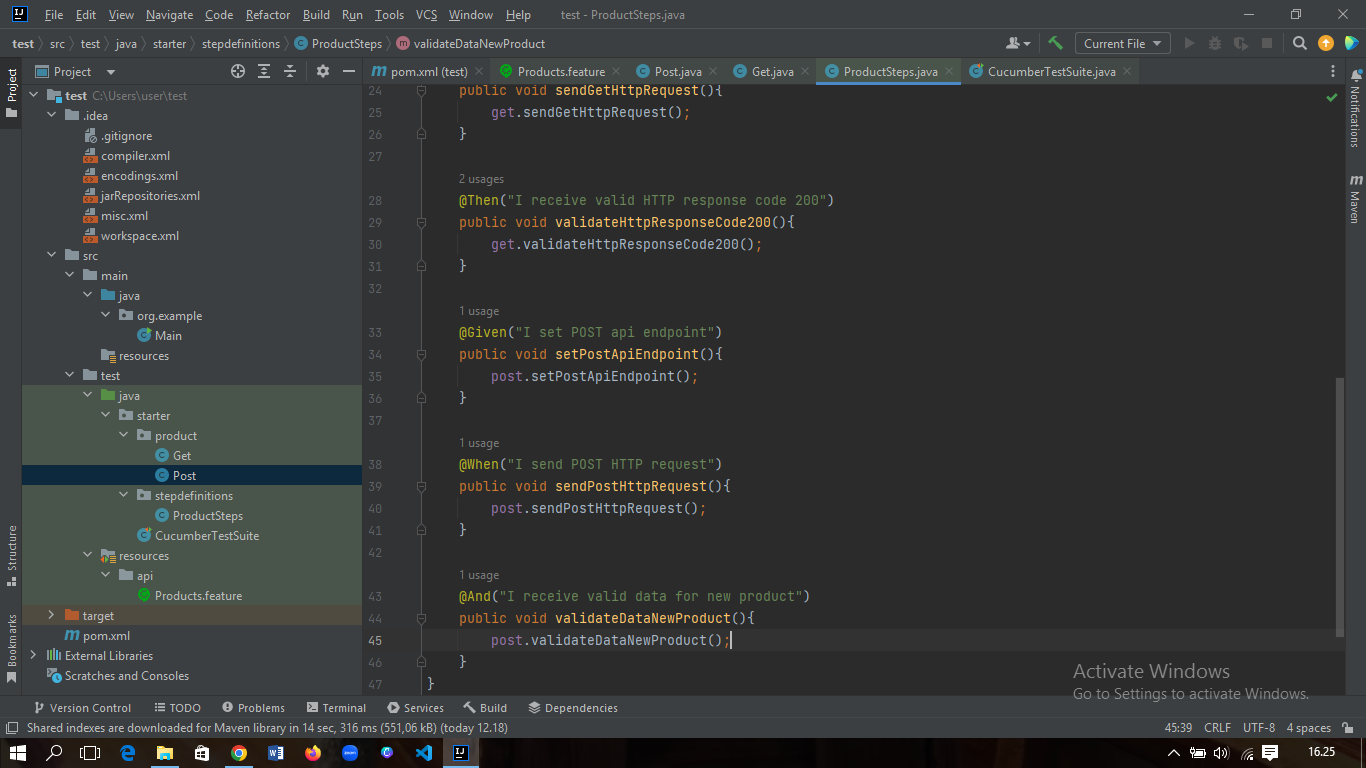 File Edit View Navigate Code Refactor Build Run Tools VCS Window Help test - ProductSteps.java
test src test java starter stepdefinitions ProductSteps validateDataNewProduct Current File
Project pom.xml (test) Products.feature Post.java Get.java ProductSteps.java CucumberTestSuite.java
Project
Structure
Bookmarks
test C:\Users\user\test
.idea
.gitignore
compiler.xml
encodings.xml
jarRepositories.xml
misc.xml
workspace.xml
src
main
java
org.example
Main
resources
test
java
starter
product
Get
Post
stepdefinitions
ProductSteps
CucumberTestSuite
resources
api
Products.feature
target
pom.xml
External Libraries
Scratches and Consoles
24 public void sendGetHttpRequest(){
25 get.sendGetHttpRequest();
26 }
27
2 usages
28 @Then("I receive valid HTTP response code 200")
29 public void validateHttpResponseCode200(){
30 get.validateHttpResponseCode200();
31 }
32
1 usage
33 @Given("I set POST api endpoint")
34 public void setPostApiEndpoint(){
35 post.setPostApiEndpoint();
36 }
37
1 usage
38 @When("I send POST HTTP request")
39 public void sendPostHttpRequest(){
40 post.sendPostHttpRequest();
41 }
42
1 usage
43 @And("I receive valid data for new product")
44 public void validateDataNewProduct(){
45 post.validateDataNewProduct();
46 }
47 }
Notifications
Maven
Activate Windows
Go to Settings to activate Windows.
Version Control TODO Problems Terminal Services Build Dependencies
Shared indexes are downloaded for Maven library in 14 sec, 316 ms (551,06 kB) (today 12.18) 45:39 CRLF UTF-8 4 spaces
16.25